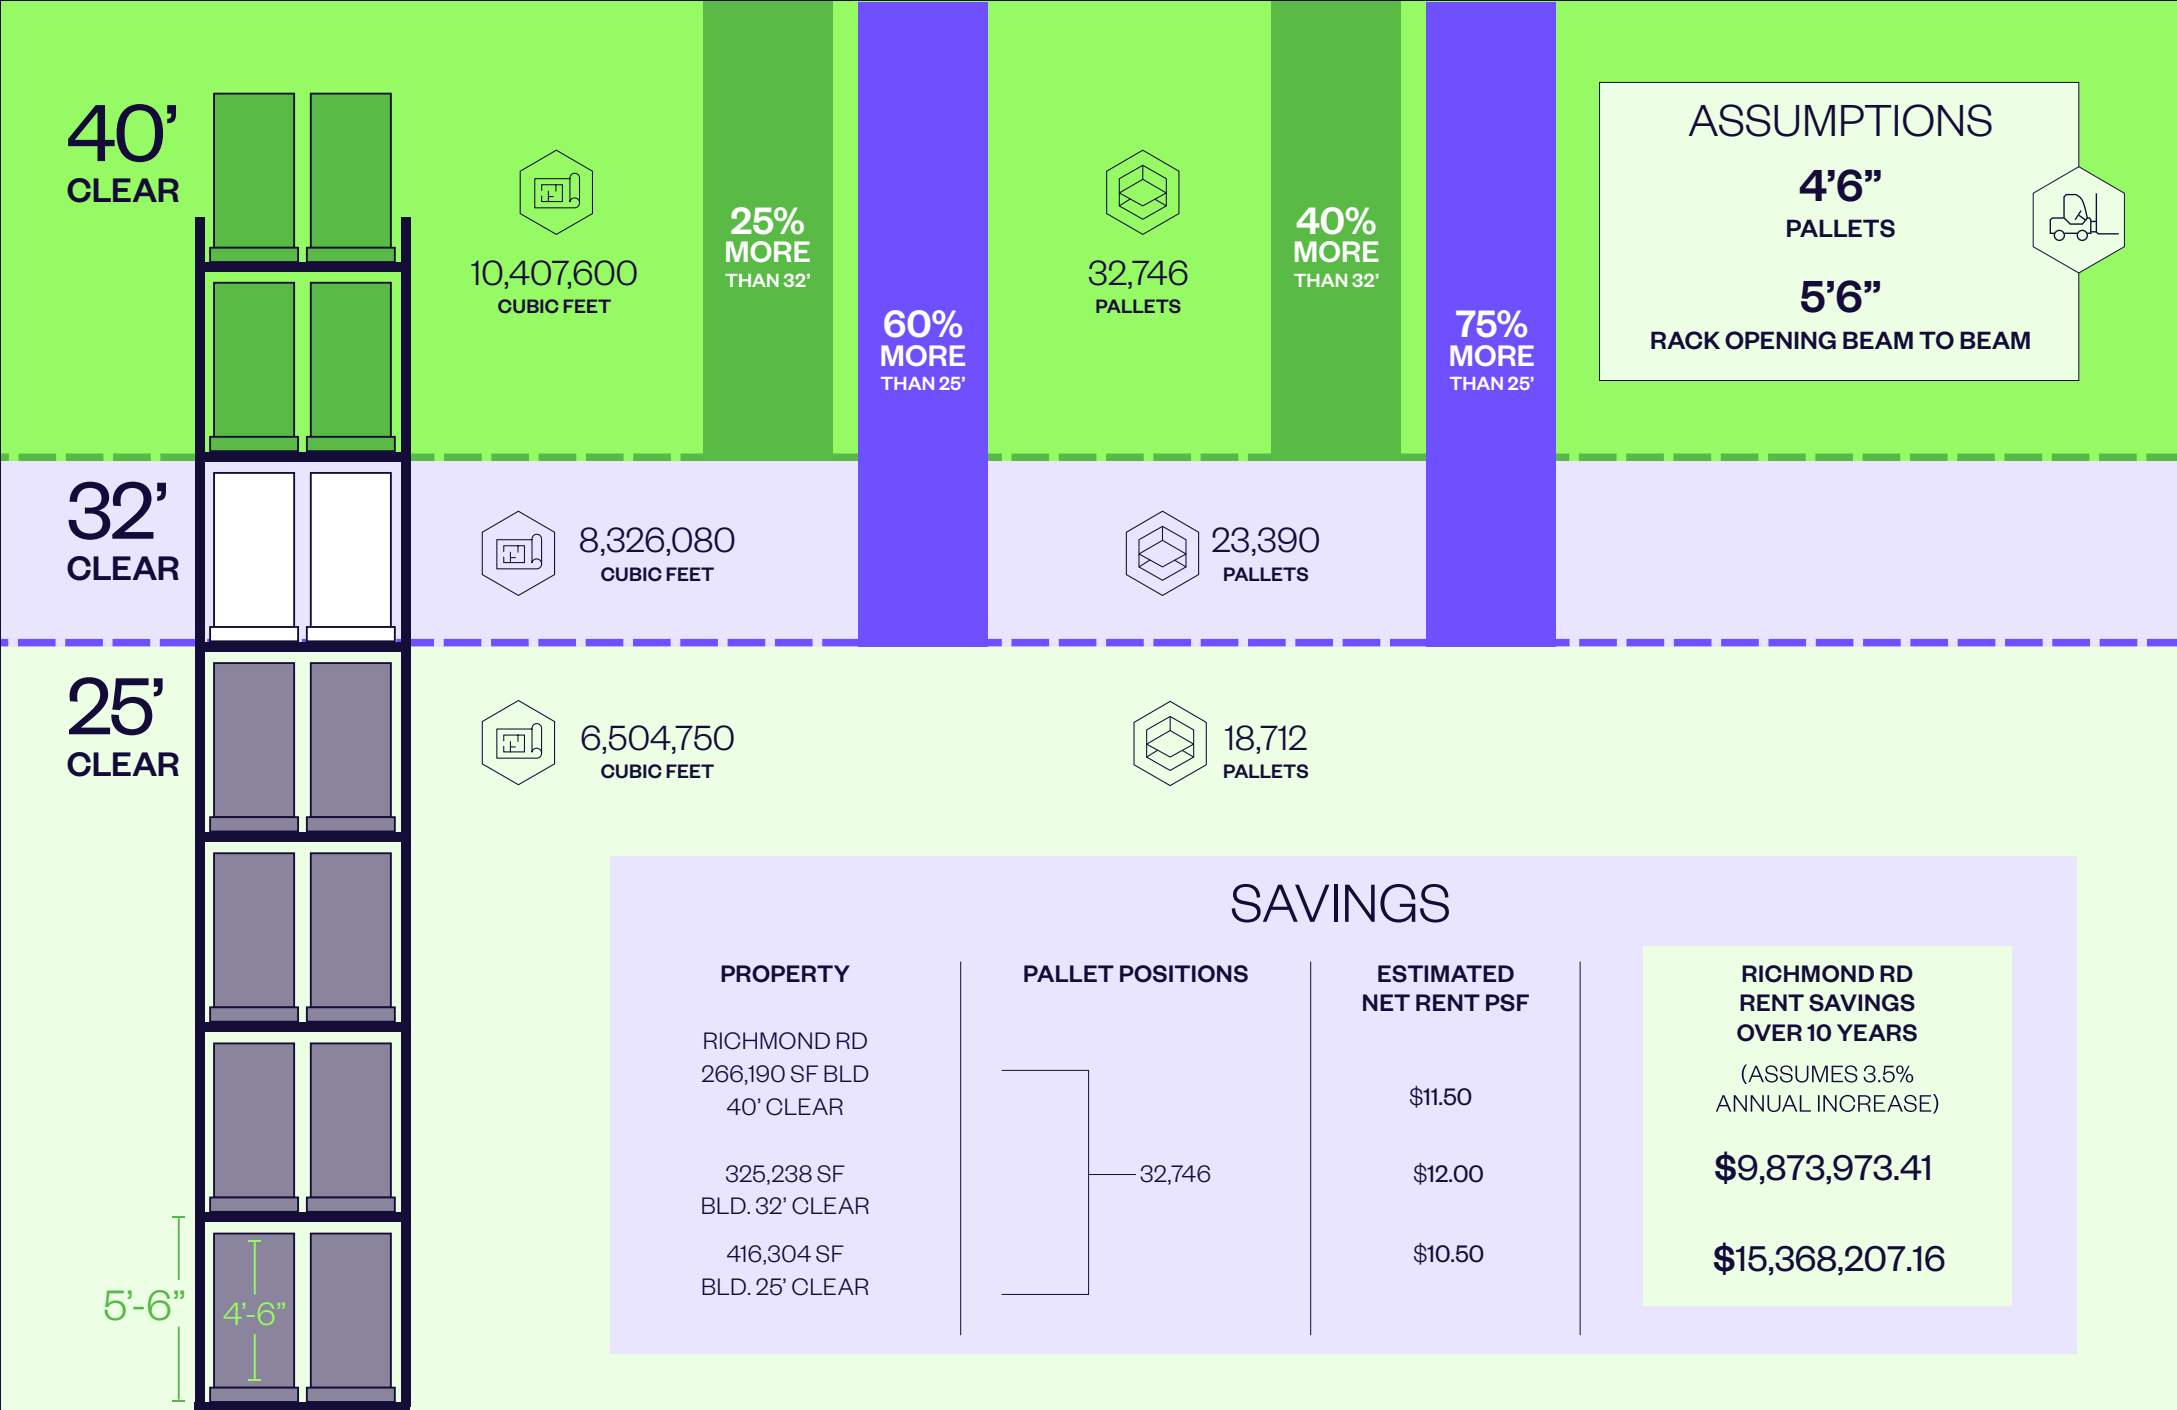 40’
CLEAR
10,407,600
CUBIC FEET
25%
MORE
THAN 32’
60%
MORE
THAN 25’
32,746
PALLETS
40%
MORE
THAN 32’
75%
MORE
THAN 25’
ASSUMPTIONS
4’6”
PALLETS
5’6”
RACK OPENING BEAM TO BEAM
32’
CLEAR
8,326,080
CUBIC FEET
23,390
PALLETS
25’
CLEAR
6,504,750
CUBIC FEET
18,712
PALLETS
5’-6”
4’-6”
SAVINGS
PROPERTY
RICHMOND RD
266,190 SF BLD
40’ CLEAR
325,238 SF
BLD. 32’ CLEAR
416,304 SF
BLD. 25’ CLEAR
PALLET POSITIONS
32,746
ESTIMATED
NET RENT PSF
$11.50
$12.00
$10.50
RICHMOND RD
RENT SAVINGS
OVER 10 YEARS
(ASSUMES 3.5%
ANNUAL INCREASE)
$9,873,973.41
$15,368,207.16